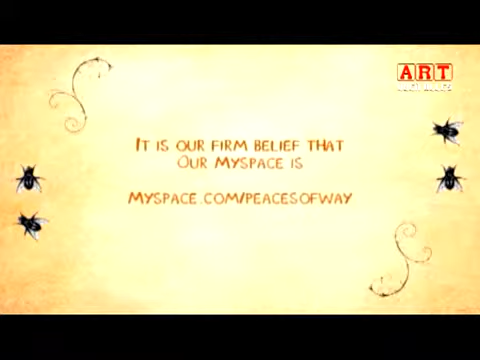 ART
IT IS OUR FIRM BELIEF THAT
OUR MYSPACE IS
MYSPACE.COM/PEACESOFWAY